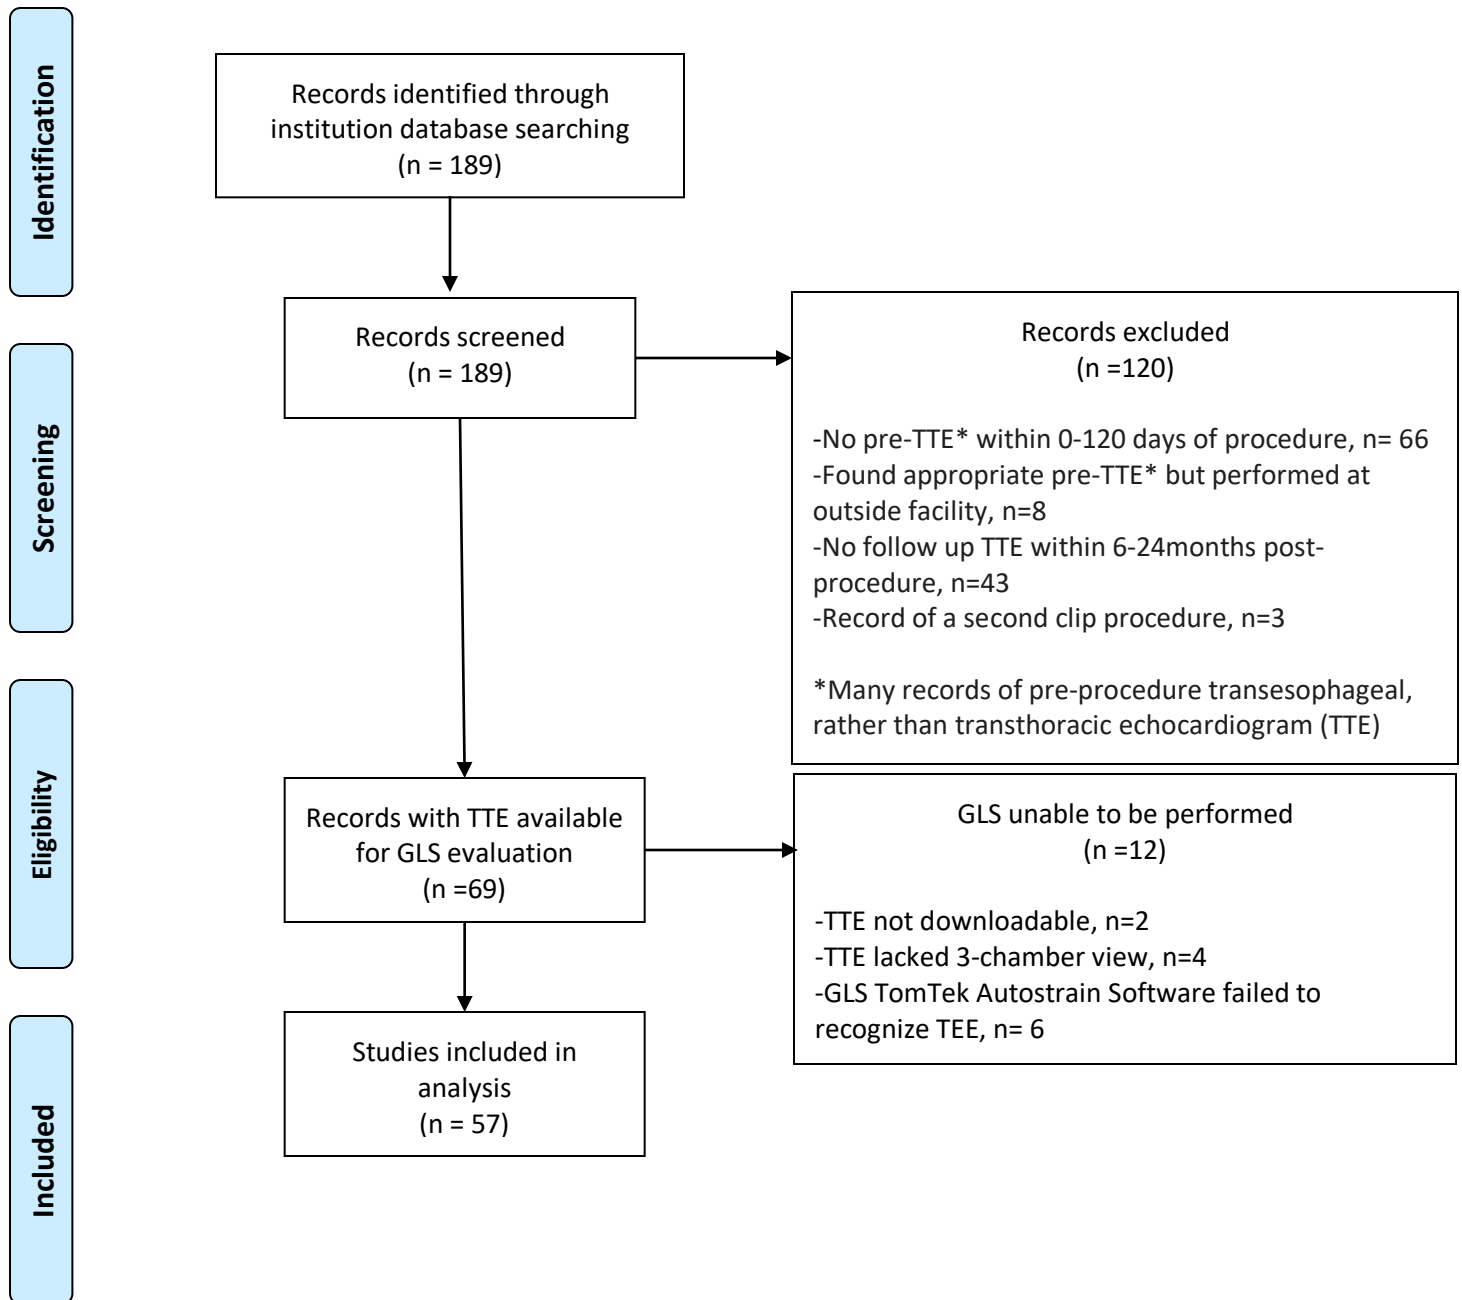 Identification
Records identified through
institution database searching
(n = 189)
Screening
Records screened
(n = 189)
Records excluded
(n =120)
-No pre-TTE* within 0-120 days of procedure, n= 66
-Found appropriate pre-TTE* but performed at
outside facility, n=8
-No follow up TTE within 6-24months post-
procedure, n=43
-Record of a second clip procedure, n=3
*Many records of pre-procedure transesophageal,
rather than transthoracic echocardiogram (TTE)
Eligibility
Records with TTE available
for GLS evaluation
(n =69)
GLS unable to be performed
(n =12)
-TTE not downloadable, n=2
-TTE lacked 3-chamber view, n=4
-GLS TomTek Autostrain Software failed to
recognize TEE, n= 6
Included
Studies included in
analysis
(n = 57)